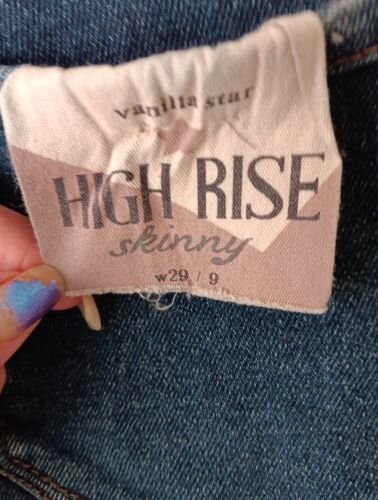 vanilla star
HIGH RISE
skinny
w29 / 9